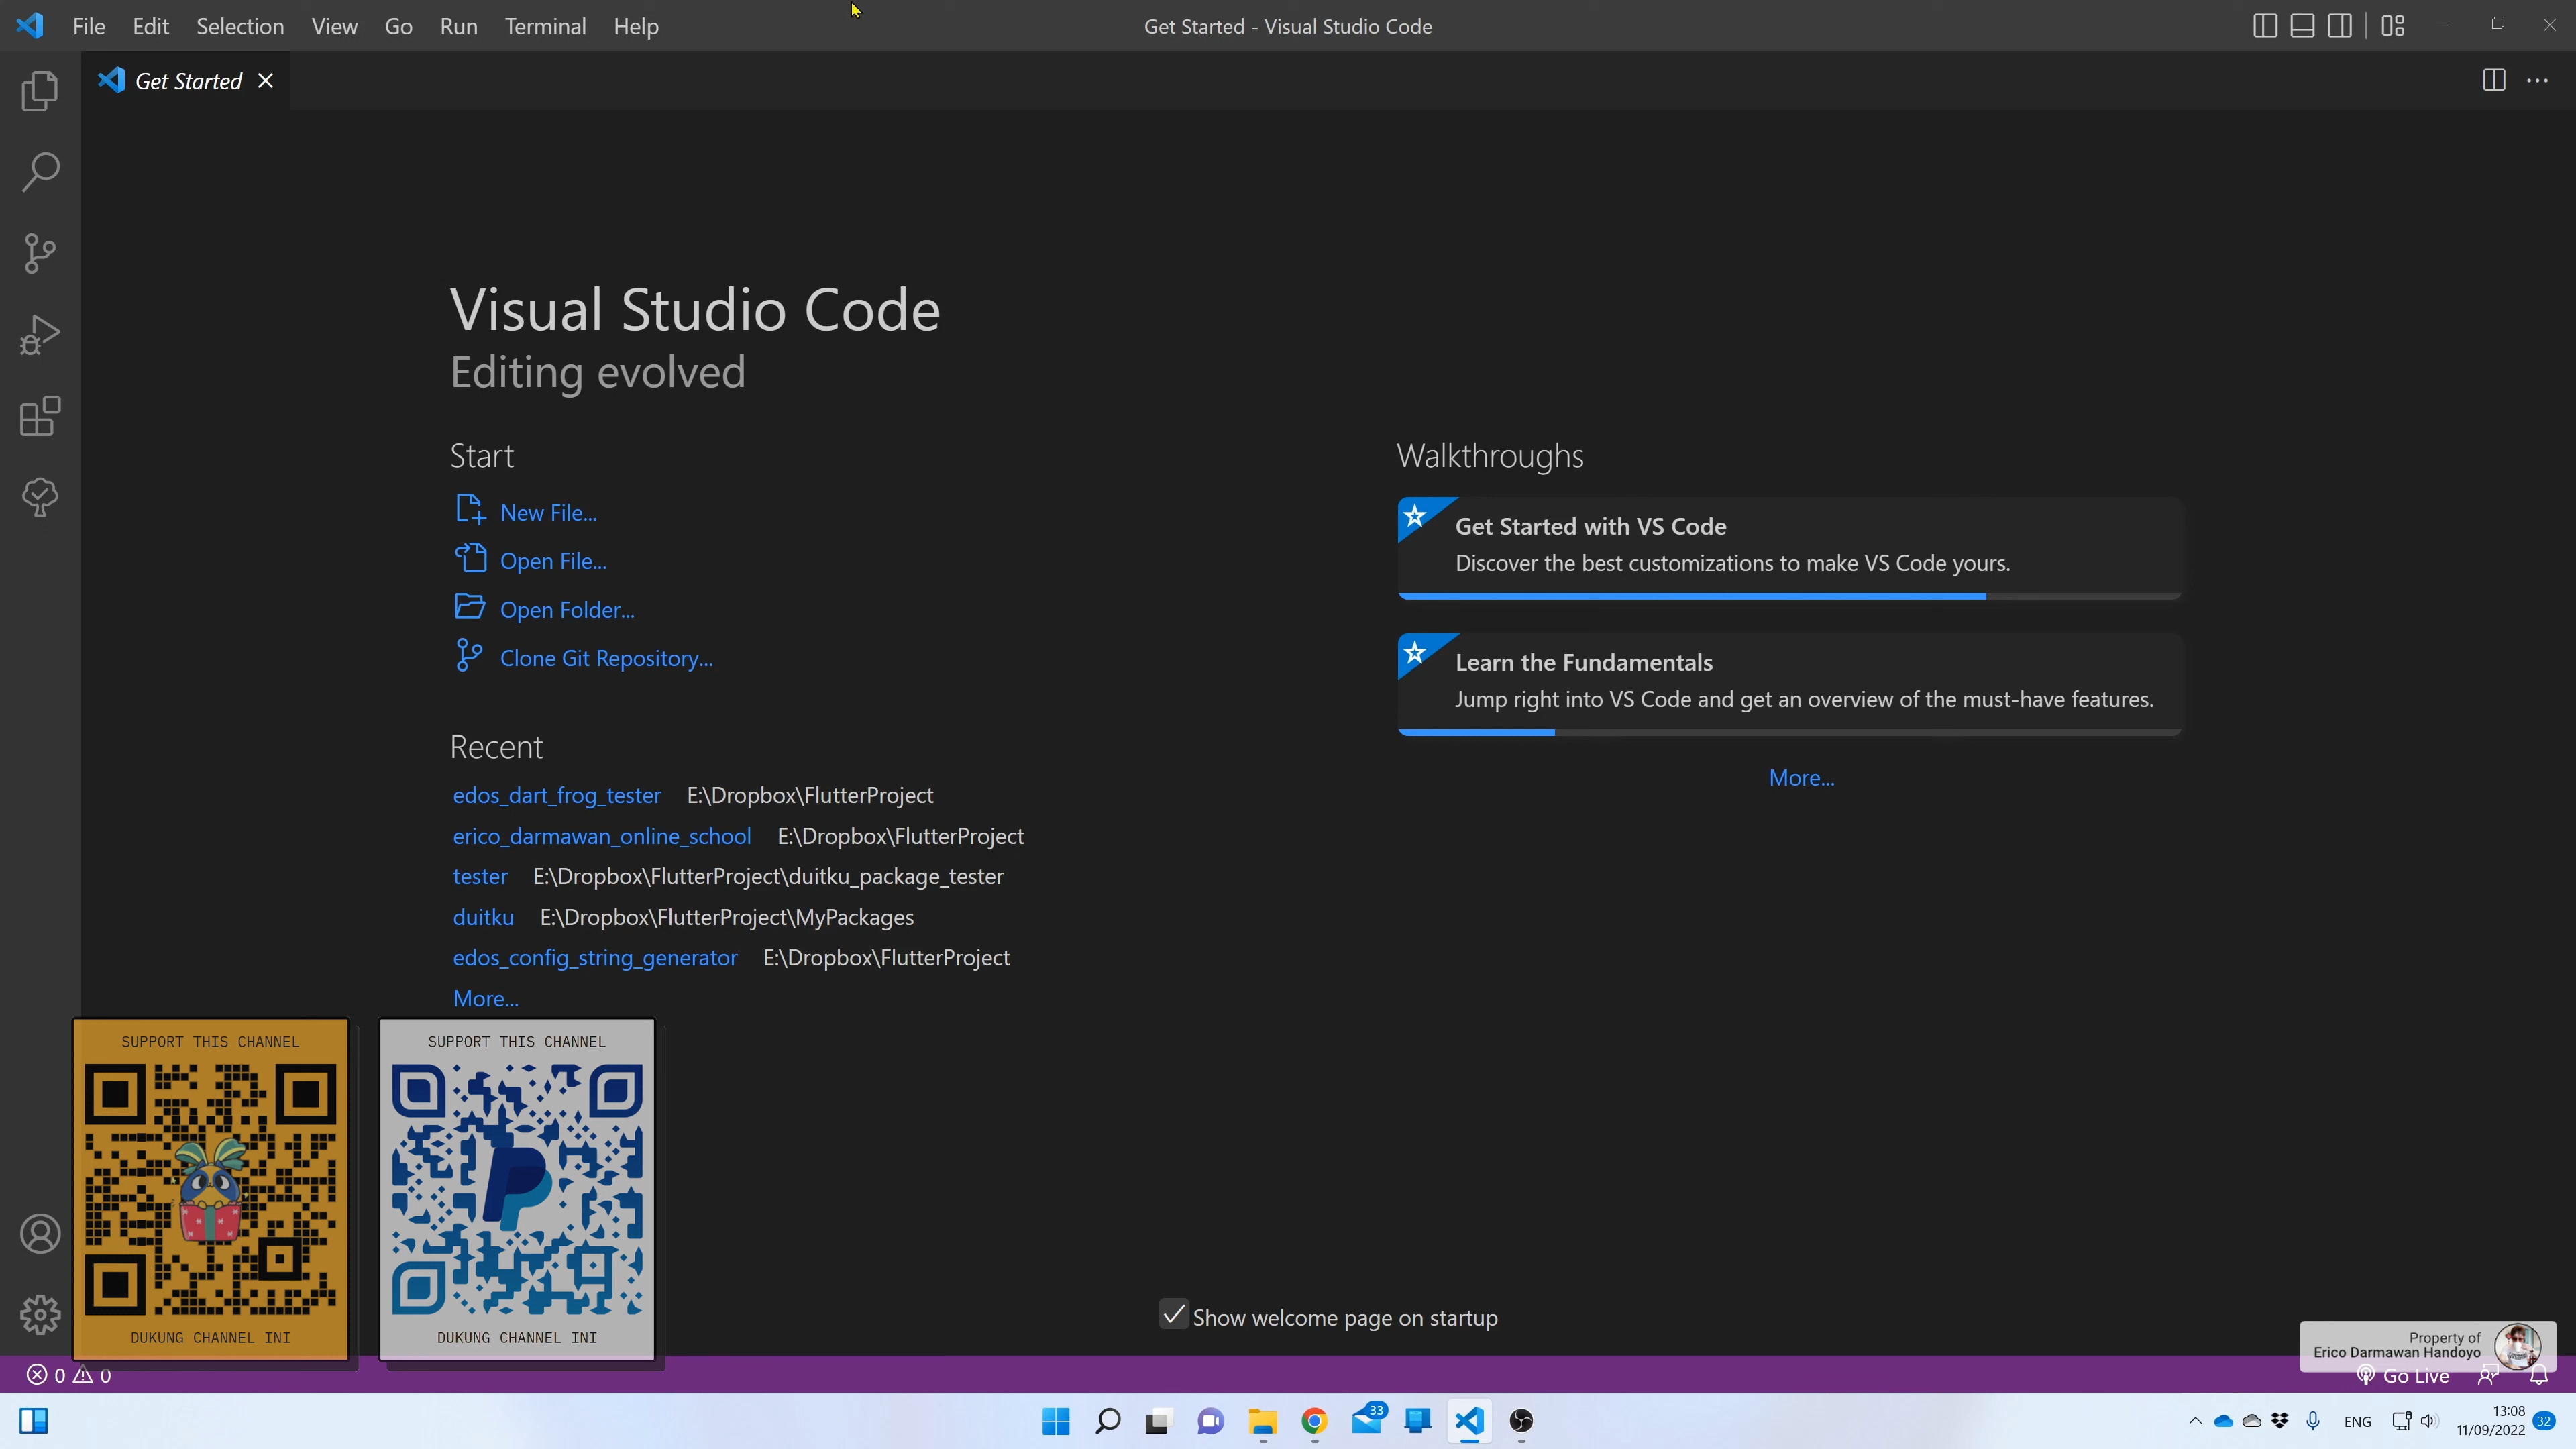 File Edit Selection View Go Run Terminal Help
Get Started - Visual Studio Code
Get Started
Visual Studio Code
Editing evolved
Start
New File...
Open File...
Open Folder...
Clone Git Repository...
Recent
edos_dart_frog_tester E:\Dropbox\FlutterProject
erico_darmawan_online_school E:\Dropbox\FlutterProject
tester E:\Dropbox\FlutterProject\duitku_package_tester
duitku E:\Dropbox\FlutterProject\MyPackages
edos_config_string_generator E:\Dropbox\FlutterProject
More...
Walkthroughs
Get Started with VS Code
Discover the best customizations to make VS Code yours.
Learn the Fundamentals
Jump right into VS Code and get an overview of the must-have features.
More...
SUPPORT THIS CHANNEL
DUKUNG CHANNEL INI
SUPPORT THIS CHANNEL
DUKUNG CHANNEL INI
Show welcome page on startup
Property of
Erico Darmawan Handoyo
0 0
Go Live
33
ENG
13:08
11/09/2022
32